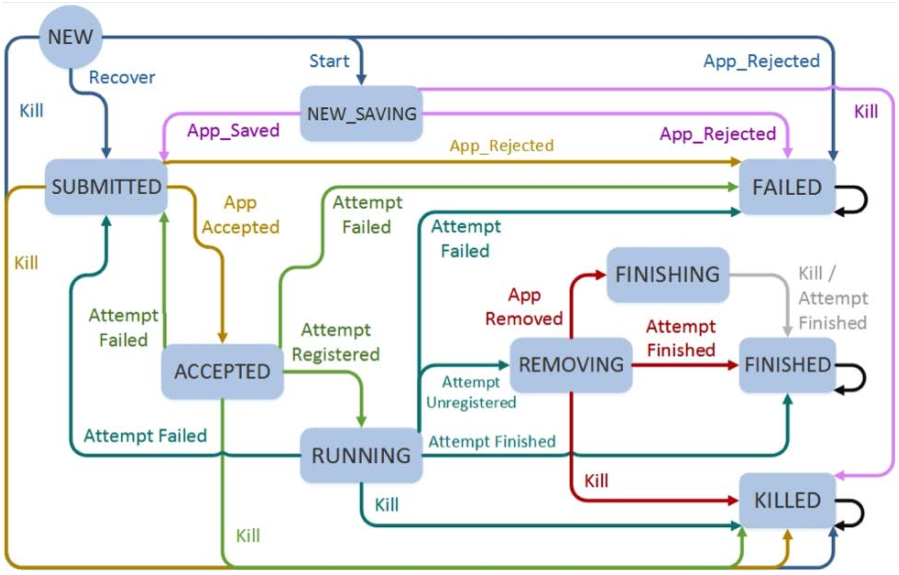 NEW
Recover
Kill
Start
App_Rejected
NEW_SAVING
Kill
App_Saved
App_Rejected
App_Rejected
SUBMITTED
FAILED
App
Accepted
Attempt
Failed
Attempt
Failed
Kill
FINISHING
Kill /
Attempt
Finished
App
Removed
Attempt
Failed
Attempt
Registered
Attempt
Finished
ACCEPTED
REMOVING
FINISHED
Attempt
Unregistered
Attempt Failed
RUNNING
Attempt Finished
Kill
Kill
KILLED
Kill